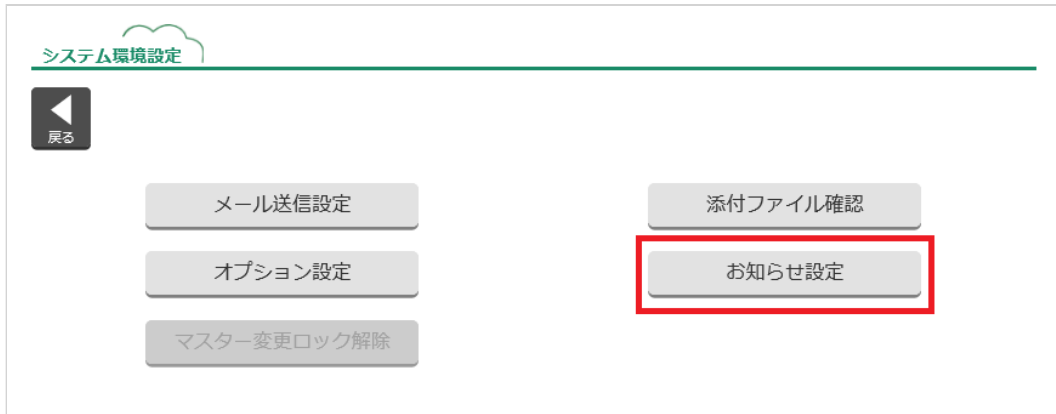 システム環境設定
戻る
メール送信設定
添付ファイル確認
オプション設定
お知らせ設定
マスター変更ロック解除